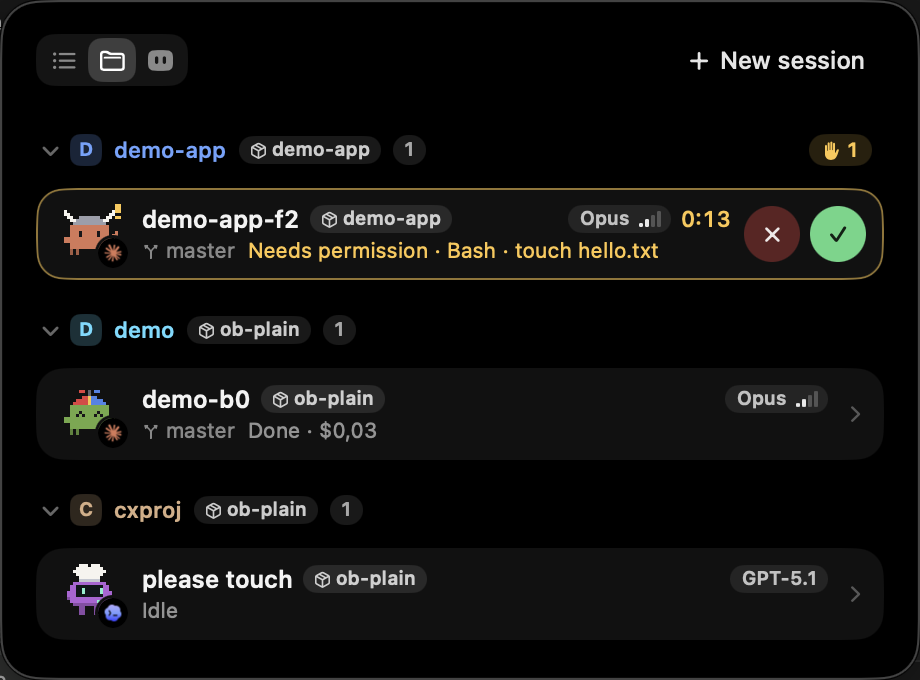 + New session
D demo-app demo-app 1 1
demo-app-f2 demo-app Opus 0:13
master Needs permission · Bash · touch hello.txt
D demo ob-plain 1
demo-b0 ob-plain Opus
master Done · $0,03
C cxproj ob-plain 1
please touch ob-plain GPT-5.1
Idle